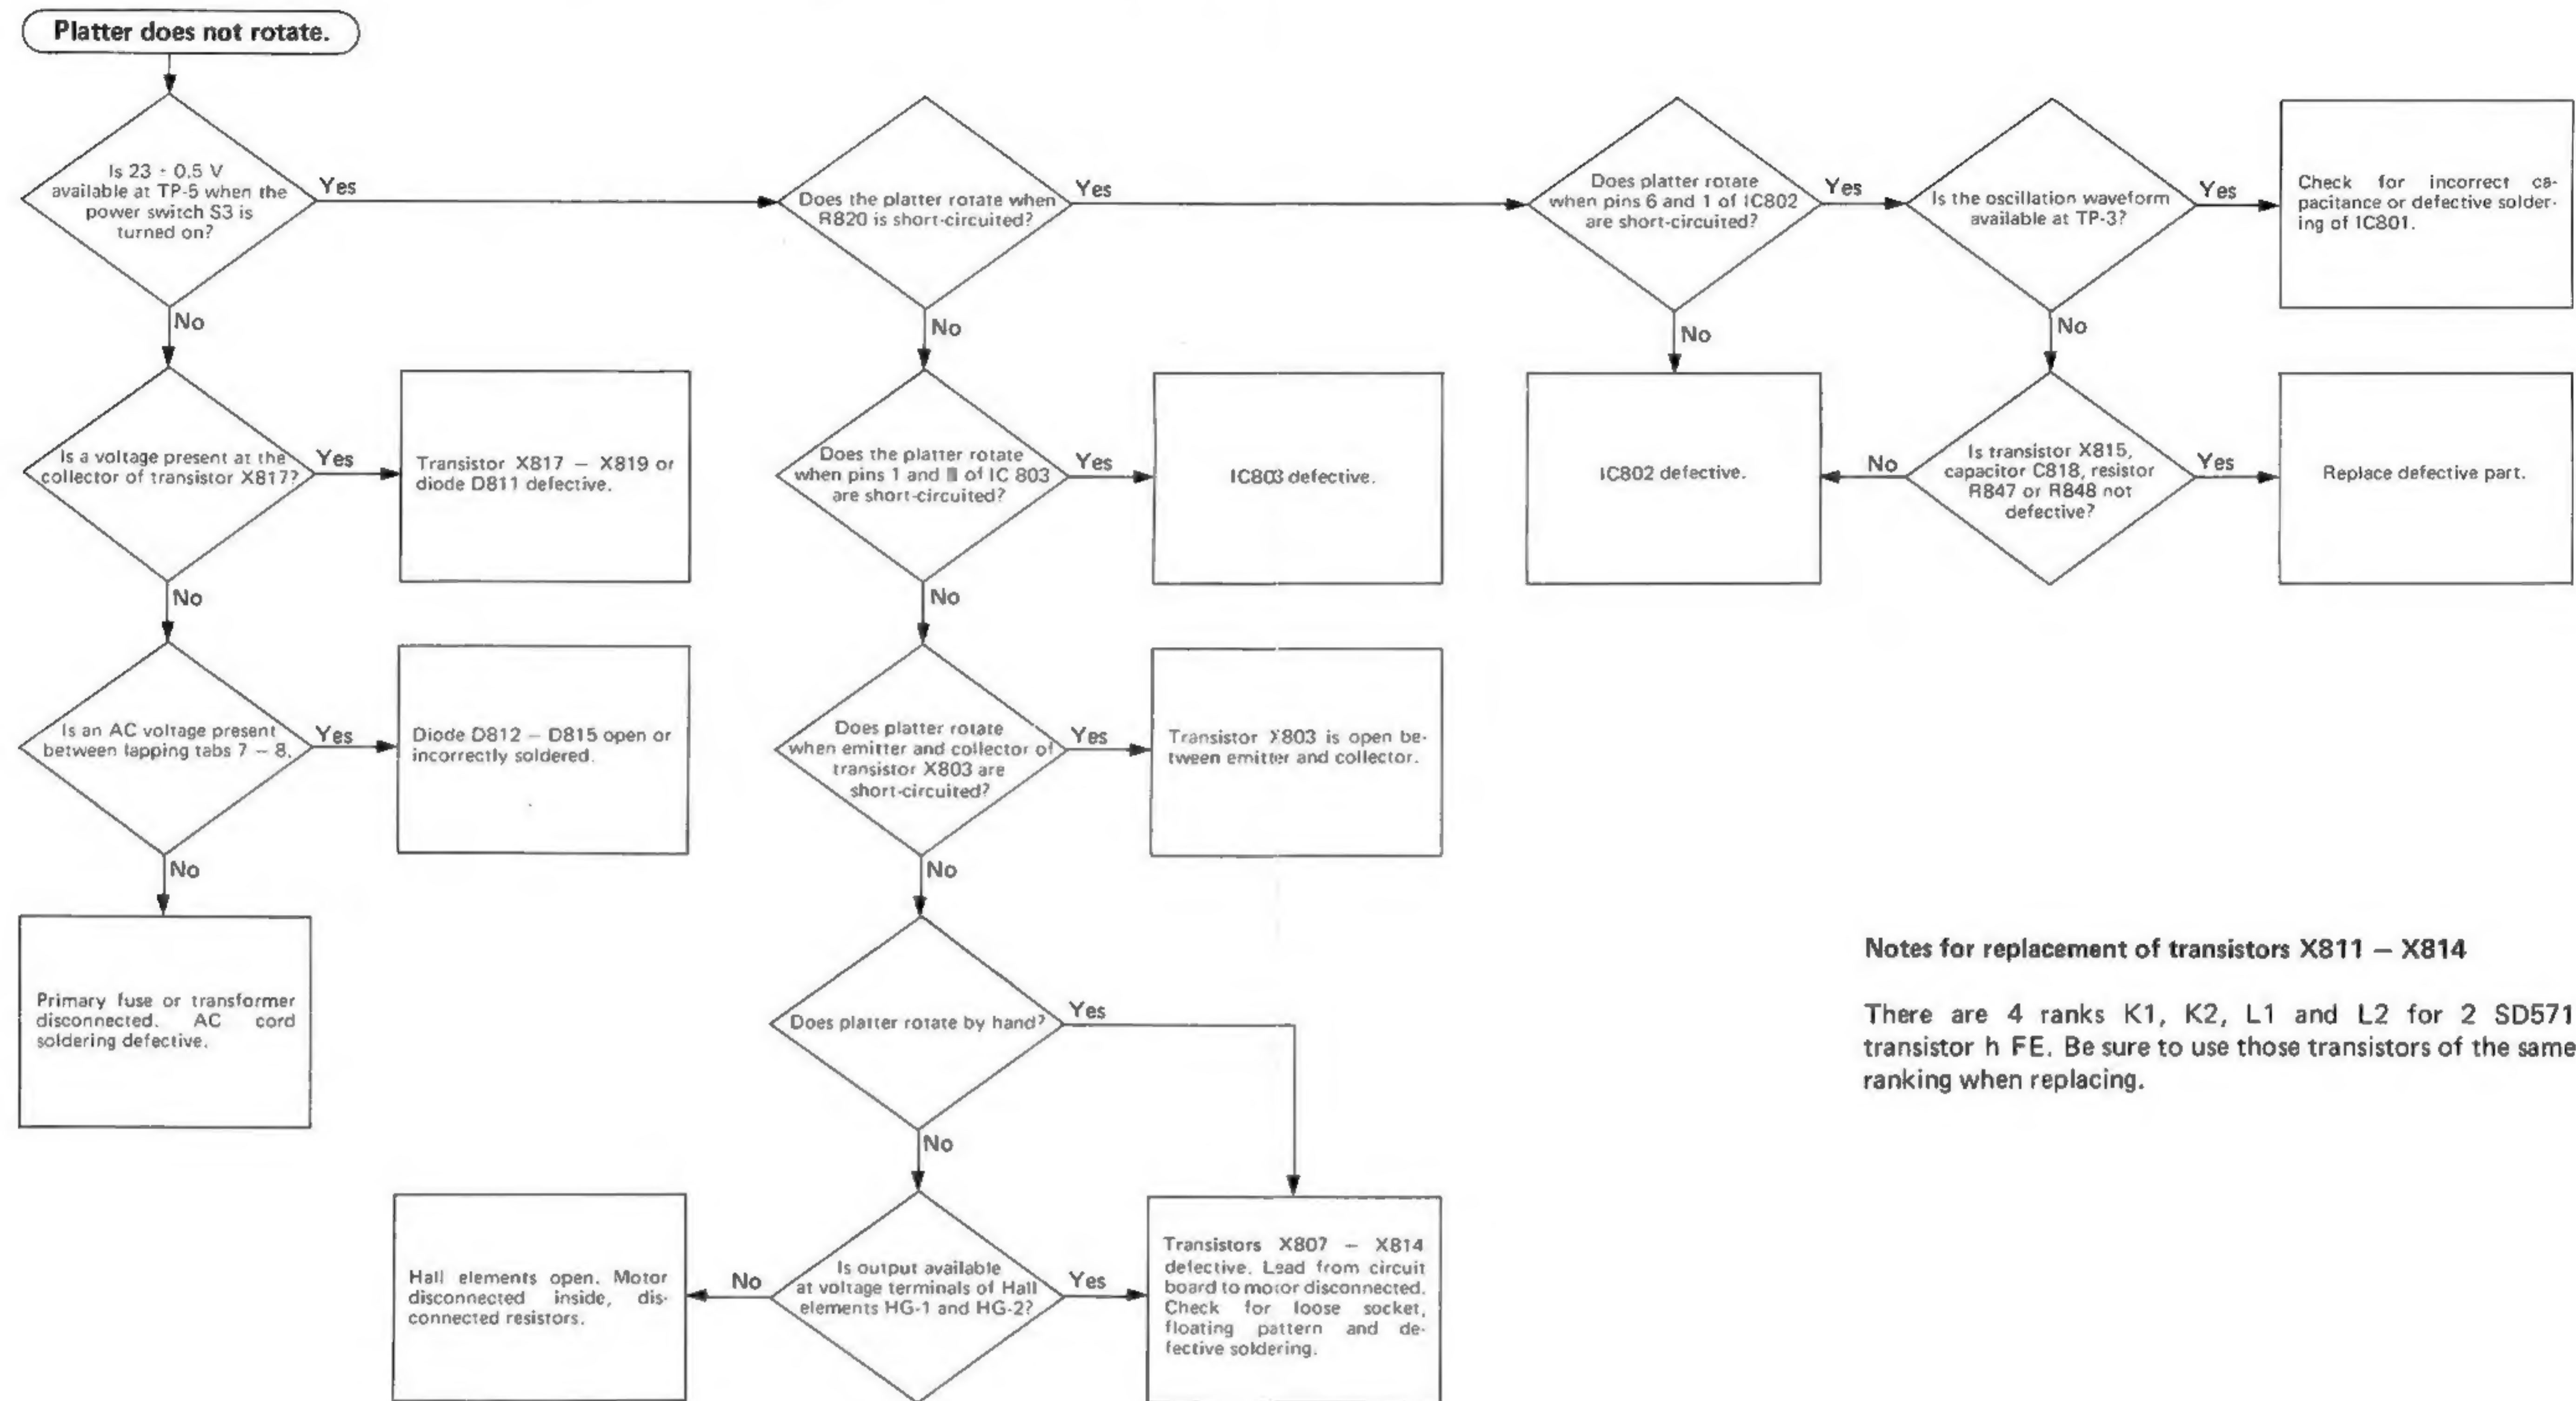 Platter does not rotate.
Is 23 ± 0.5 V
available at TP-5 when the
power switch S3 is
turned on?
Yes
No
Does the platter rotate when
R820 is short-circuited?
Yes
No
Does platter rotate
when pins 6 and 1 of IC802
are short-circuited?
Yes
No
Is the oscillation waveform
available at TP-3?
Yes
No
Check for incorrect ca-
pacitance or defective solder-
ing of IC801.
Is a voltage present at the
collector of transistor X817?
Yes
No
Transistor X817 – X819 or
diode D811 defective.
Does the platter rotate
when pins 1 and of IC 803
are short-circuited?
Yes
No
IC803 defective.
IC802 defective.
No
Is transistor X815,
capacitor C818, resistor
R847 or R848 not
defective?
Yes
Replace defective part.
Is an AC voltage present
between lapping tabs 7 – 8.
Yes
No
Diode D812 – D815 open or
incorrectly soldered.
Does platter rotate
when emitter and collector of
transistor X803 are
short-circuited?
Yes
No
Transistor X803 is open be-
tween emitter and collector.
Primary fuse or transformer
disconnected. AC cord
soldering defective.
Does platter rotate by hand?
Yes
No
Notes for replacement of transistors X811 – X814
There are 4 ranks K1, K2, L1 and L2 for 2 SD571
transistor h FE. Be sure to use those transistors of the same
ranking when replacing.
Hall elements open. Motor
disconnected inside, dis-
connected resistors.
No
Is output available
at voltage terminals of Hall
elements HG-1 and HG-2?
Yes
Transistors X807 – X814
defective. Lead from circuit
board to motor disconnected.
Check for loose socket,
floating pattern and de-
fective soldering.